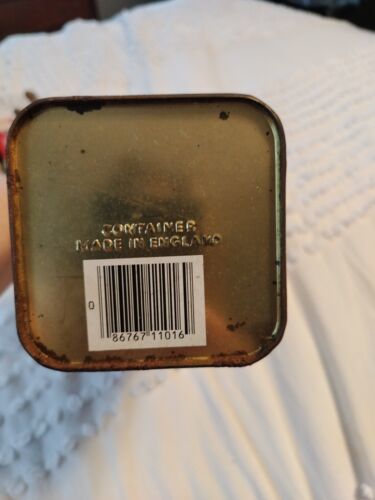 CONTAINER
MADE IN ENGLAND
0
86767 11016